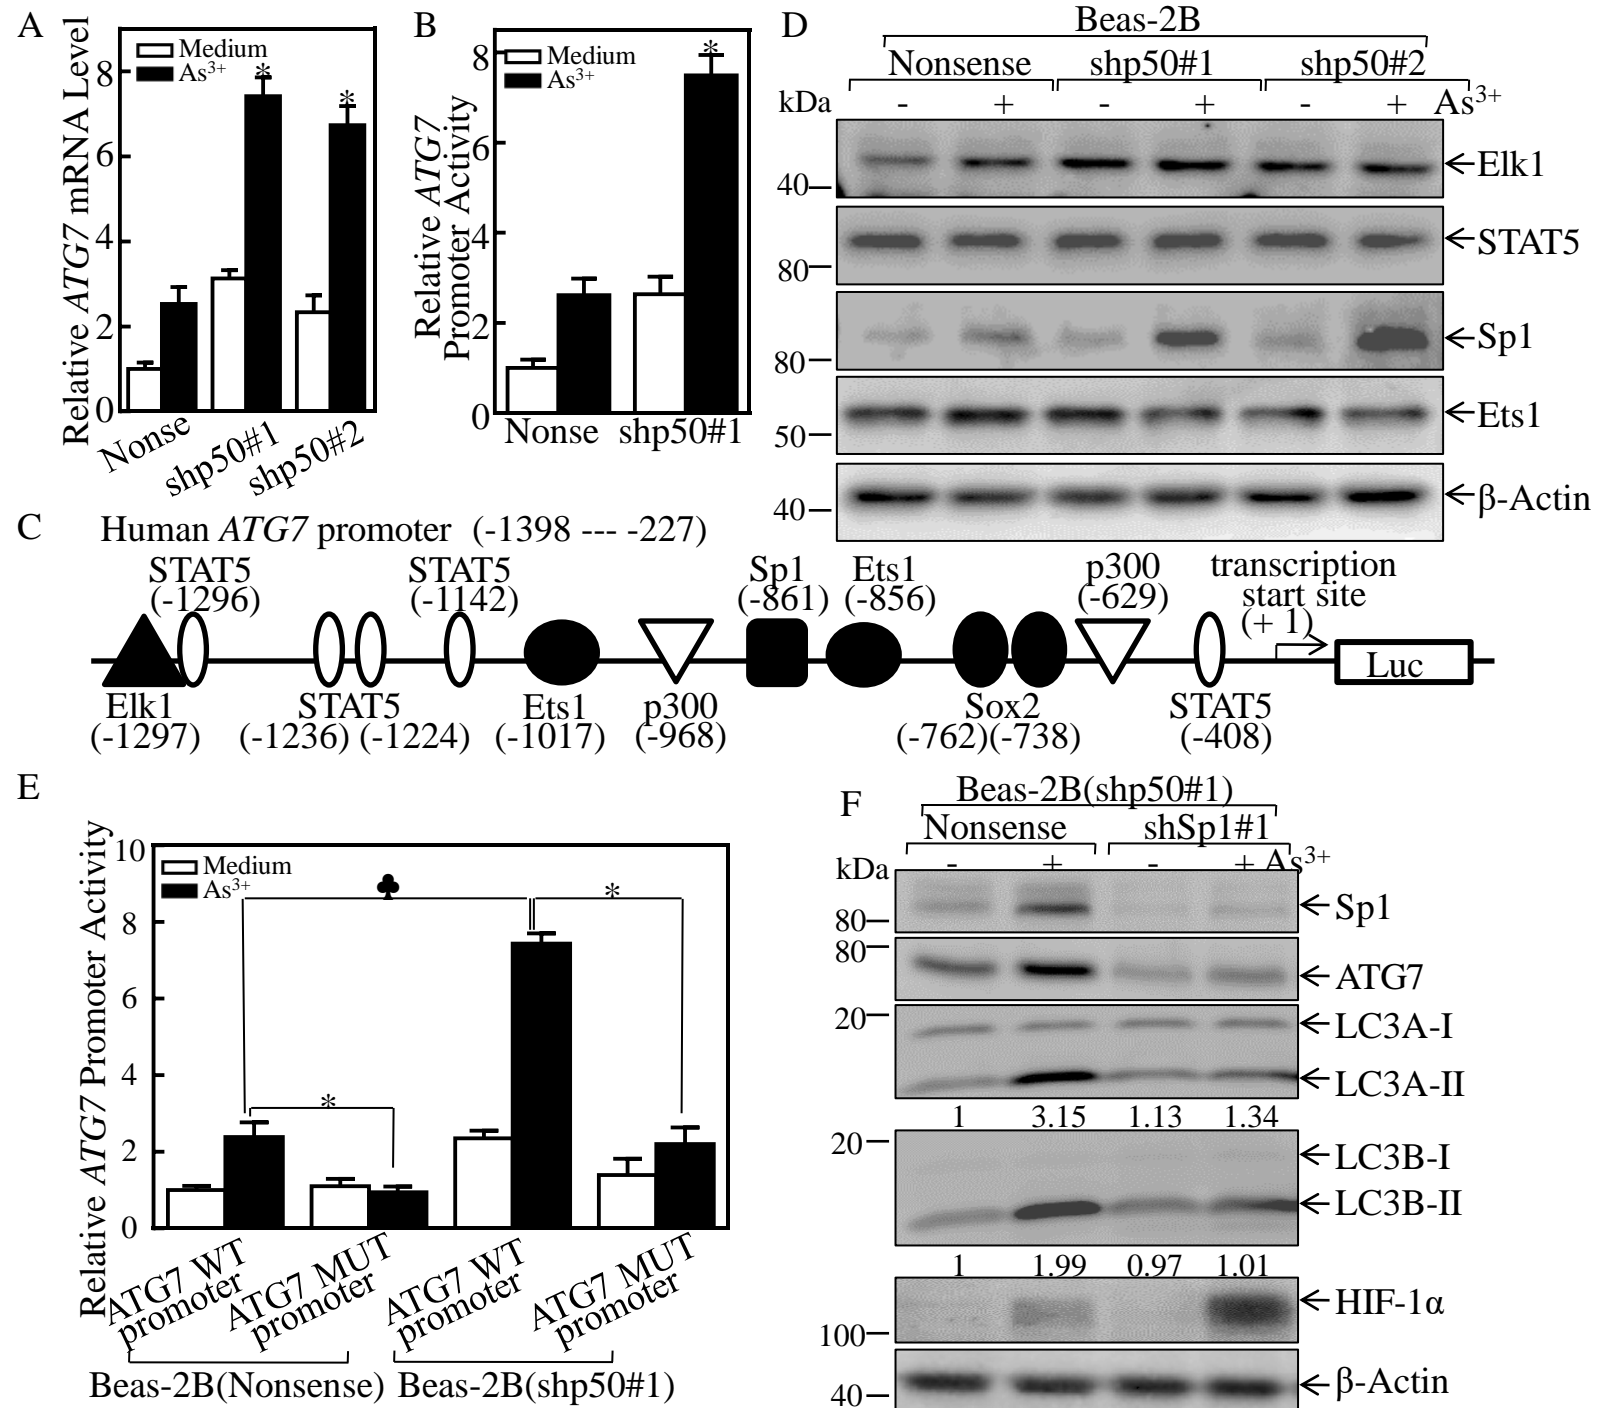 A
Relative ATG7 mRNA Level
8
6
4
2
0
Medium
As3+
*
*
Nonse
shp50#1
shp50#2
B
Relative ATG7
Promoter Activity
8
6
4
2
0
Medium
As3+
*
Nonse shp50#1
D
Beas-2B
Nonsense shp50#1 shp50#2
kDa - + - + - + As3+
40 Elk1
80 STAT5
80 Sp1
50 Ets1
40 β-Actin
C
Human ATG7 promoter (-1398 --- -227)
STAT5 STAT5 Sp1 Ets1 p300 transcription
(-1296) (-1142) (-861) (-856) (-629) start site
(+ 1)
Luc
Elk1 STAT5 Ets1 p300 Sox2 STAT5
(-1297) (-1236) (-1224) (-1017) (-968) (-762)(-738) (-408)
E
Relative ATG7 Promoter Activity
10
8
6
4
2
0
Medium
As3+
♣
*
*
ATG7 WT
promoter
ATG7 MUT
promoter
ATG7 WT
promoter
ATG7 MUT
promoter
Beas-2B(Nonsense) Beas-2B(shp50#1)
F
Beas-2B(shp50#1)
Nonsense shSp1#1
kDa - + - + As3+
80 Sp1
80 ATG7
20 LC3A-I
LC3A-II
1 3.15 1.13 1.34
20 LC3B-I
LC3B-II
1 1.99 0.97 1.01
HIF-1α
100
40 β-Actin